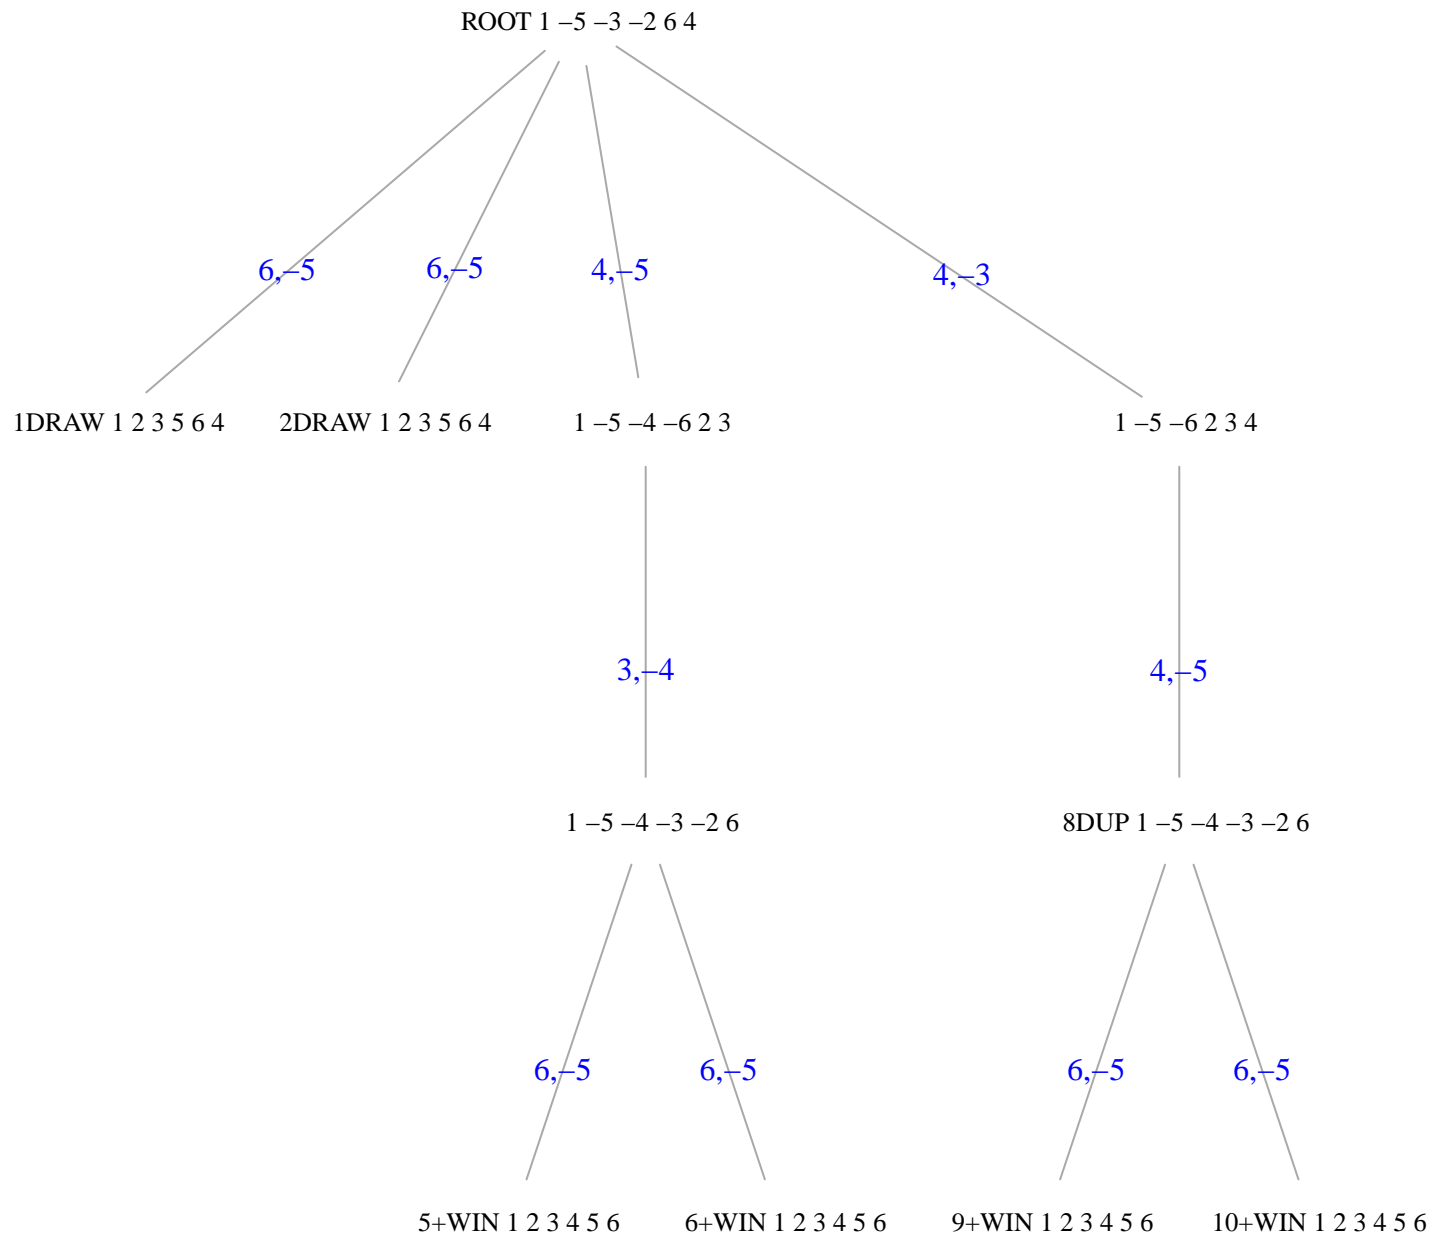 ROOT 1 –5 –3 –2 6 4
6,–5
6,–5
4,–5
4,–3
1DRAW 1 2 3 5 6 4
2DRAW 1 2 3 5 6 4
1 –5 –4 –6 2 3
1 –5 –6 2 3 4
3,–4
4,–5
1 –5 –4 –3 –2 6
8DUP 1 –5 –4 –3 –2 6
6,–5
6,–5
6,–5
6,–5
5+WIN 1 2 3 4 5 6
6+WIN 1 2 3 4 5 6
9+WIN 1 2 3 4 5 6
10+WIN 1 2 3 4 5 6